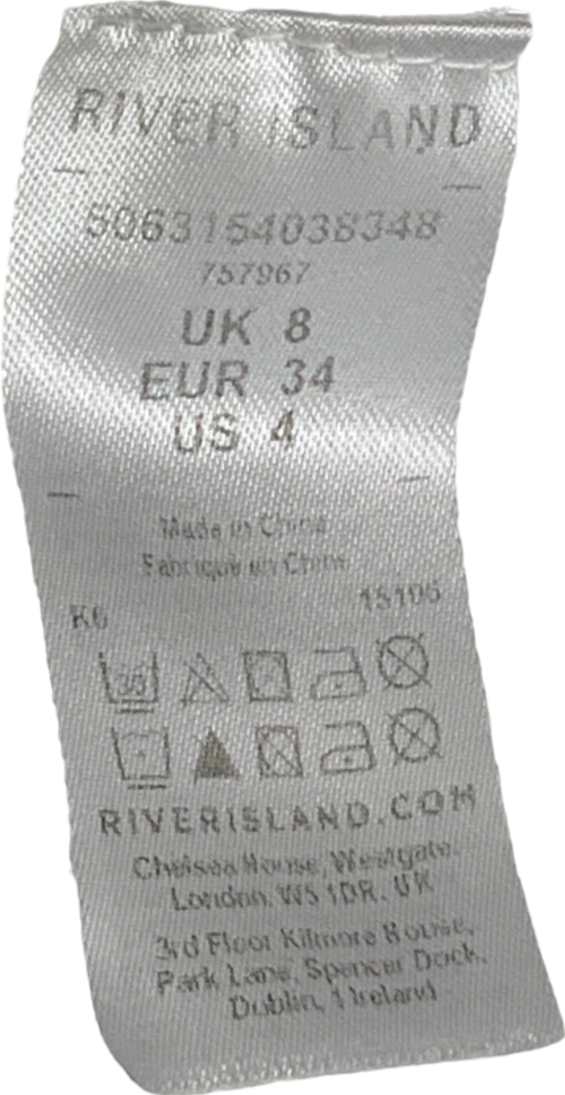 RIVER ISLAND
5063154038348
757967
UK 8
EUR 34
US 4
Made in China
Fabriqué en Chine
15106
K6
30
RIVERISLAND.COM
Chelsea House, Westgate,
London, W5 1DR, UK
3rd Floor Kilmore House,
Park Lane, Spencer Dock,
Dublin, 1 Ireland